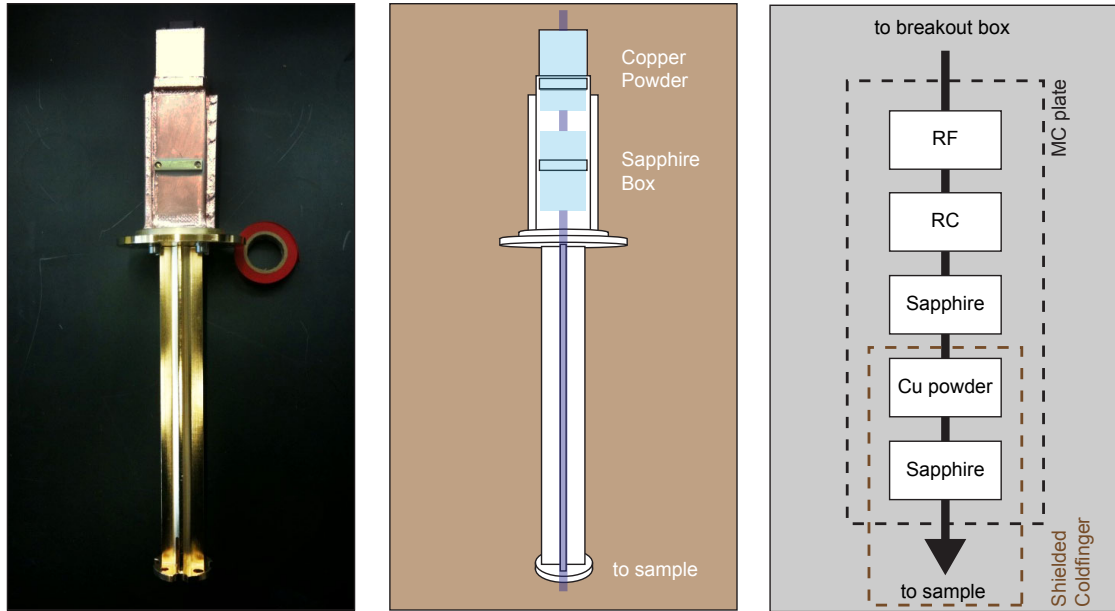 Copper
Powder
Sapphire
Box
to sample
to breakout box
MC plate
RF
RC
Sapphire
Cu powder
Sapphire
Shielded
Coldfinger
to sample